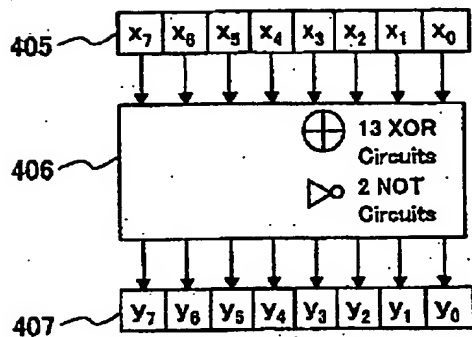 405 x₇ x₆ x₅ x₄ x₃ x₂ x₁ x₀
13 XOR
Circuits
406
2 NOT
Circuits
407 y₇ y₆ y₅ y₄ y₃ y₂ y₁ y₀